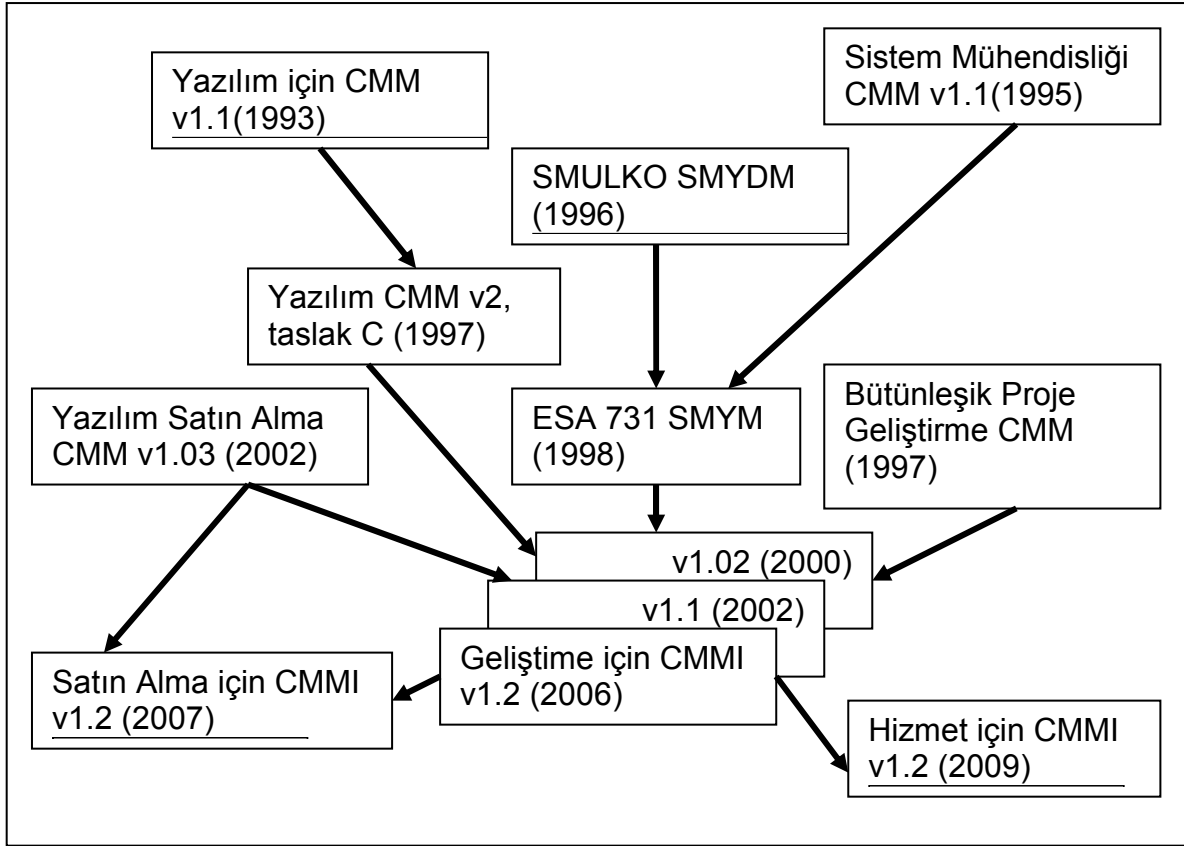 Yazılım için CMM
v1.1(1993)
Sistem Mühendisliği
CMM v1.1(1995)
SMULKO SMYDM
(1996)
Yazılım CMM v2,
taslak C (1997)
Yazılım Satın Alma
CMM v1.03 (2002)
ESA 731 SMYM
(1998)
Bütünleşik Proje
Geliştirme CMM
(1997)
v1.02 (2000)
v1.1 (2002)
Geliştime için CMMI
v1.2 (2006)
Satın Alma için CMMI
v1.2 (2007)
Hizmet için CMMI
v1.2 (2009)